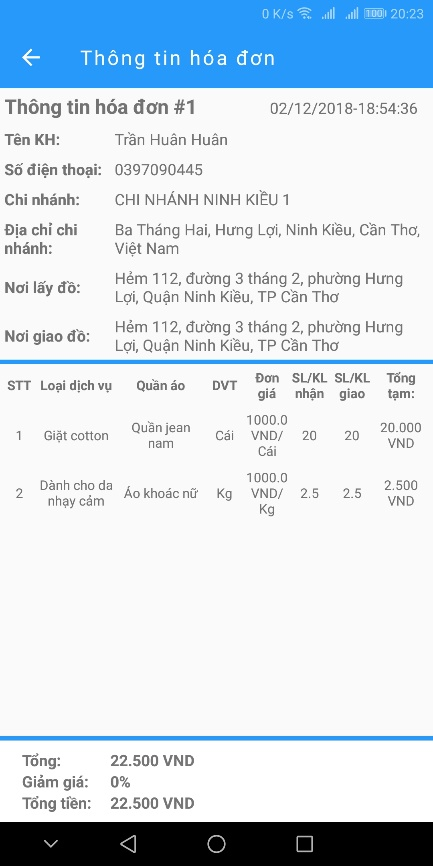 0 K/s 100 20:23
Thông tin hóa đơn
Thông tin hóa đơn #1 02/12/2018-18:54:36
Tên KH: Trần Huân Huân
Số điện thoại: 0397090445
Chi nhánh: CHI NHÁNH NINH KIỀU 1
Địa chỉ chi nhánh: Ba Tháng Hai, Hưng Lợi, Ninh Kiều, Cần Thơ,
Việt Nam
Nơi lấy đồ: Hẻm 112, đường 3 tháng 2, phường Hưng
Lợi, Quận Ninh Kiều, TP Cần Thơ
Nơi giao đồ: Hẻm 112, đường 3 tháng 2, phường Hưng
Lợi, Quận Ninh Kiều, TP Cần Thơ
STT Loại dịch vụ Quần áo DVT Đơn giá SL/KL nhận SL/KL giao Tổng tạm:
1 Giặt cotton Quần jean nam Cái 1000.0 VND/ Cái 20 20 20.000 VND
2 Dành cho da nhạy cảm Áo khoác nữ Kg 1000.0 VND/ Kg 2.5 2.5 2.500 VND
Tổng: 22.500 VND
Giảm giá: 0%
Tổng tiền: 22.500 VND